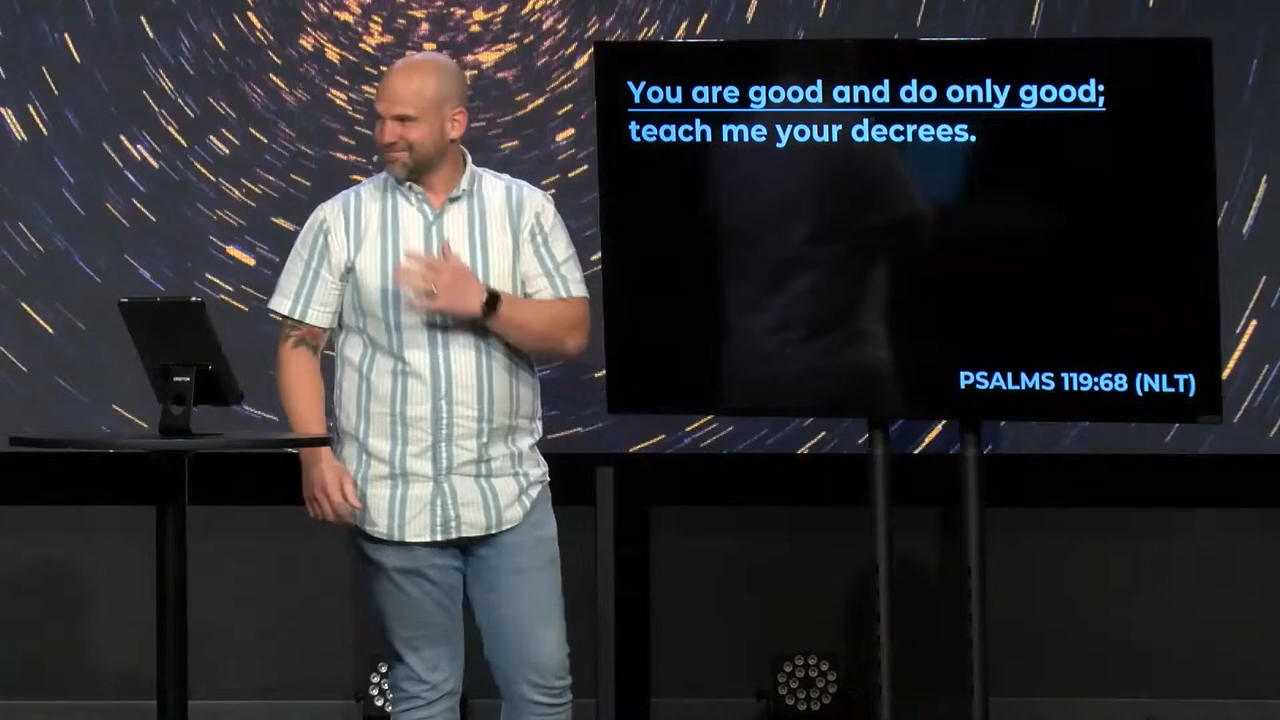 You are good and do only good;
teach me your decrees.
PSALMS 119:68 (NLT)